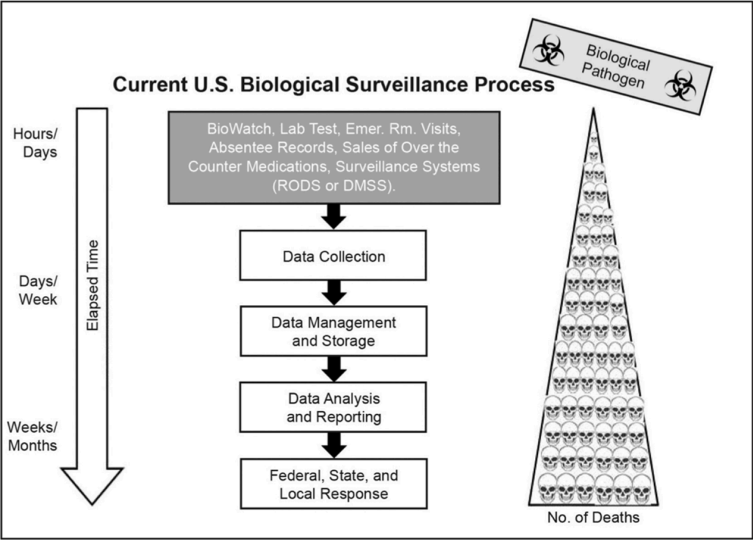 Biological
Pathogen
Current U.S. Biological Surveillance Process
Hours/
Days
BioWatch, Lab Test, Emer. Rm. Visits,
Absentee Records, Sales of Over the
Counter Medications, Surveillance Systems
(RODS or DMSS).
Data Collection
Days/
Week
Elapsed Time
Data Management
and Storage
Data Analysis
and Reporting
Weeks/
Months
Federal, State, and
Local Response
No. of Deaths